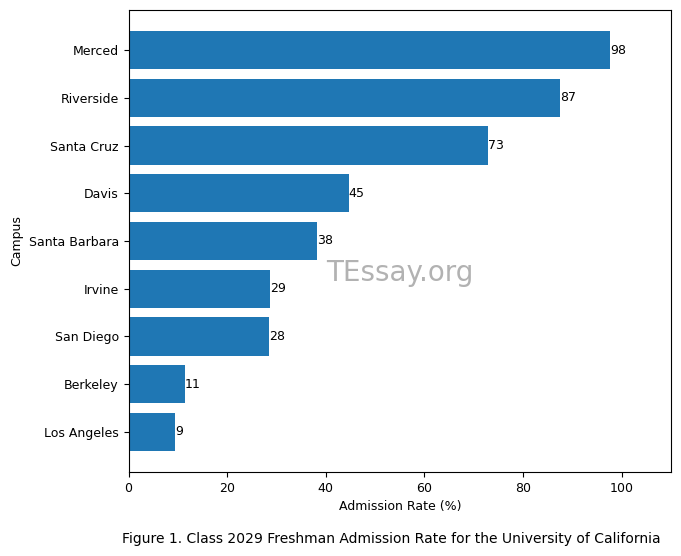 Merced 98
Riverside 87
Santa Cruz 73
Davis 45
Santa Barbara 38
Irvine 29
San Diego 28
Berkeley 11
Los Angeles 9
Campus
TEssay.org
0 20 40 60 80 100
Admission Rate (%)
Figure 1. Class 2029 Freshman Admission Rate for the University of California